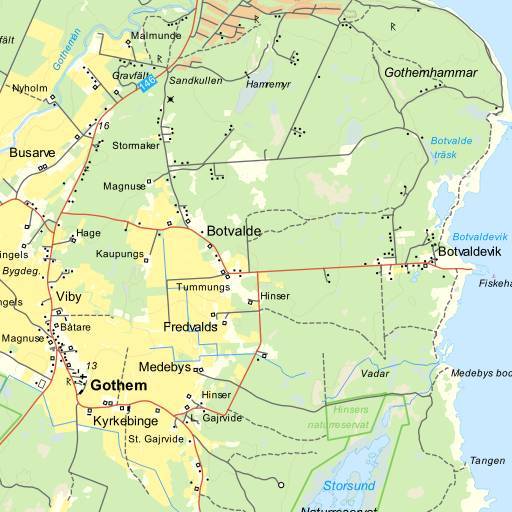 Gothemån
Malmunde
R
R
fält
Gravfält
146
Sandkullen
Hamremyr
Gothemhammar
Nyholm
R
16
Stormaker
Botvalde
träsk
Busarve
Magnuse
Hage
Botvalde
Botvaldevik
Botvaldevik
ngels
Kaupungs
Bygdeg.
Tummungs
Fiskehä
Viby
Hinser
ngels
Båtare
Fredvalds
Magnuse
13
Medebys
Vadar
Medebys bod
R
Gothem
Hinser
Hinsers
naturreservat
Kyrkebinge
Gajrvide
St. Gajrvide
Tangen
Storsund
Naturreservat